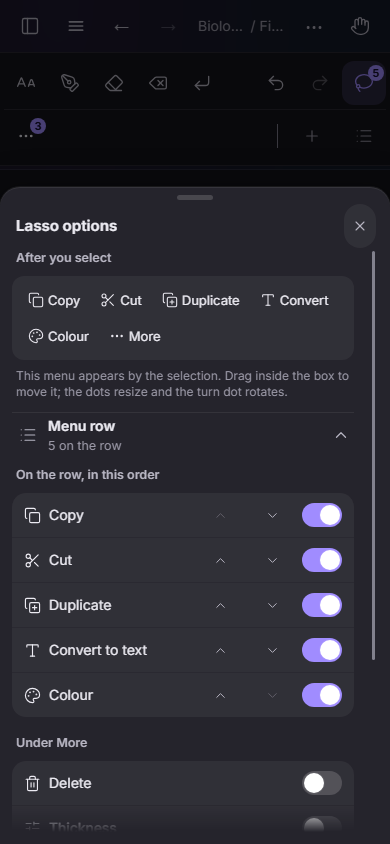 Biolo... / Fi...
AA
5
3
Lasso options
After you select
Copy Cut Duplicate Convert
Colour More
This menu appears by the selection. Drag inside the box to
move it; the dots resize and the turn dot rotates.
Menu row
5 on the row
On the row, in this order
Copy
Cut
Duplicate
Convert to text
Colour
Under More
Delete
Thickness